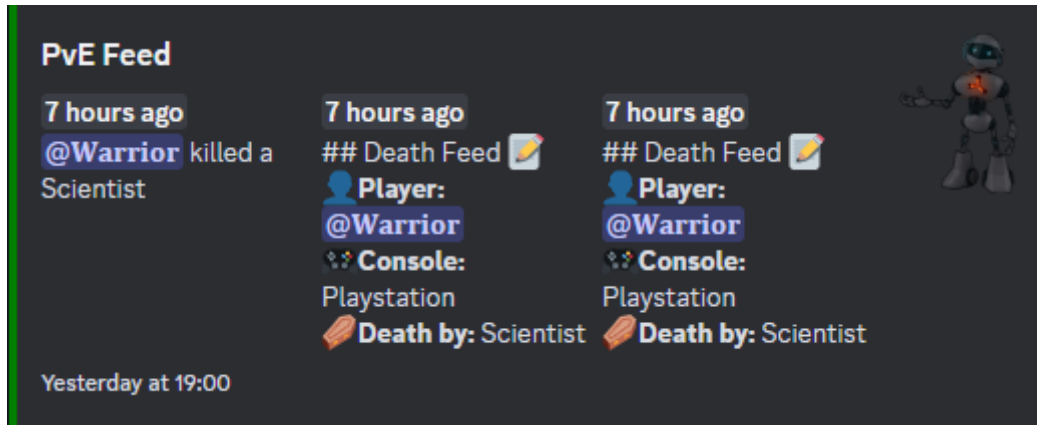 PvE Feed
7 hours ago
@Warrior killed a
Scientist
7 hours ago
## Death Feed 📝
👤Player:
@Warrior
🎮Console:
Playstation
⚰️Death by: Scientist
7 hours ago
## Death Feed 📝
👤Player:
@Warrior
🎮Console:
Playstation
⚰️Death by: Scientist
Yesterday at 19:00